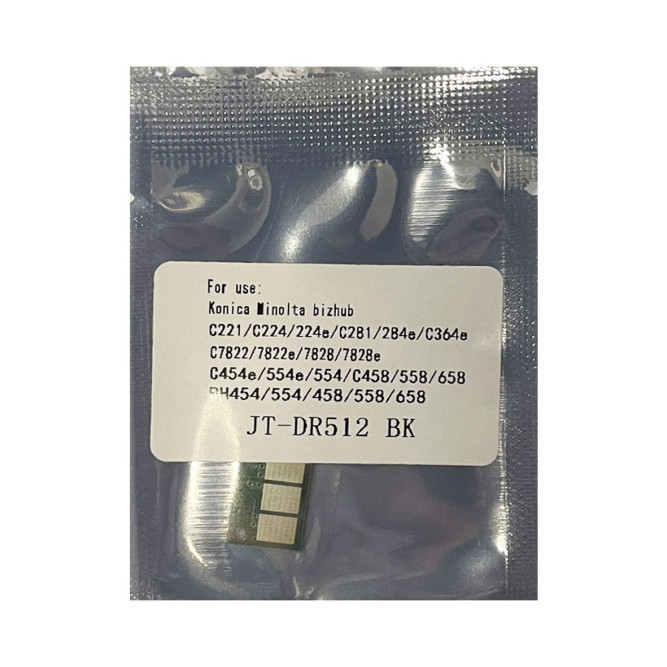 For use:
Konica Minolta bizhub
C221/C224/224e/C281/284e/C364e
C7822/7822e/7828/7828e
C454e/554e/554/C458/558/658
BH454/554/458/558/658
JT-DR512 BK